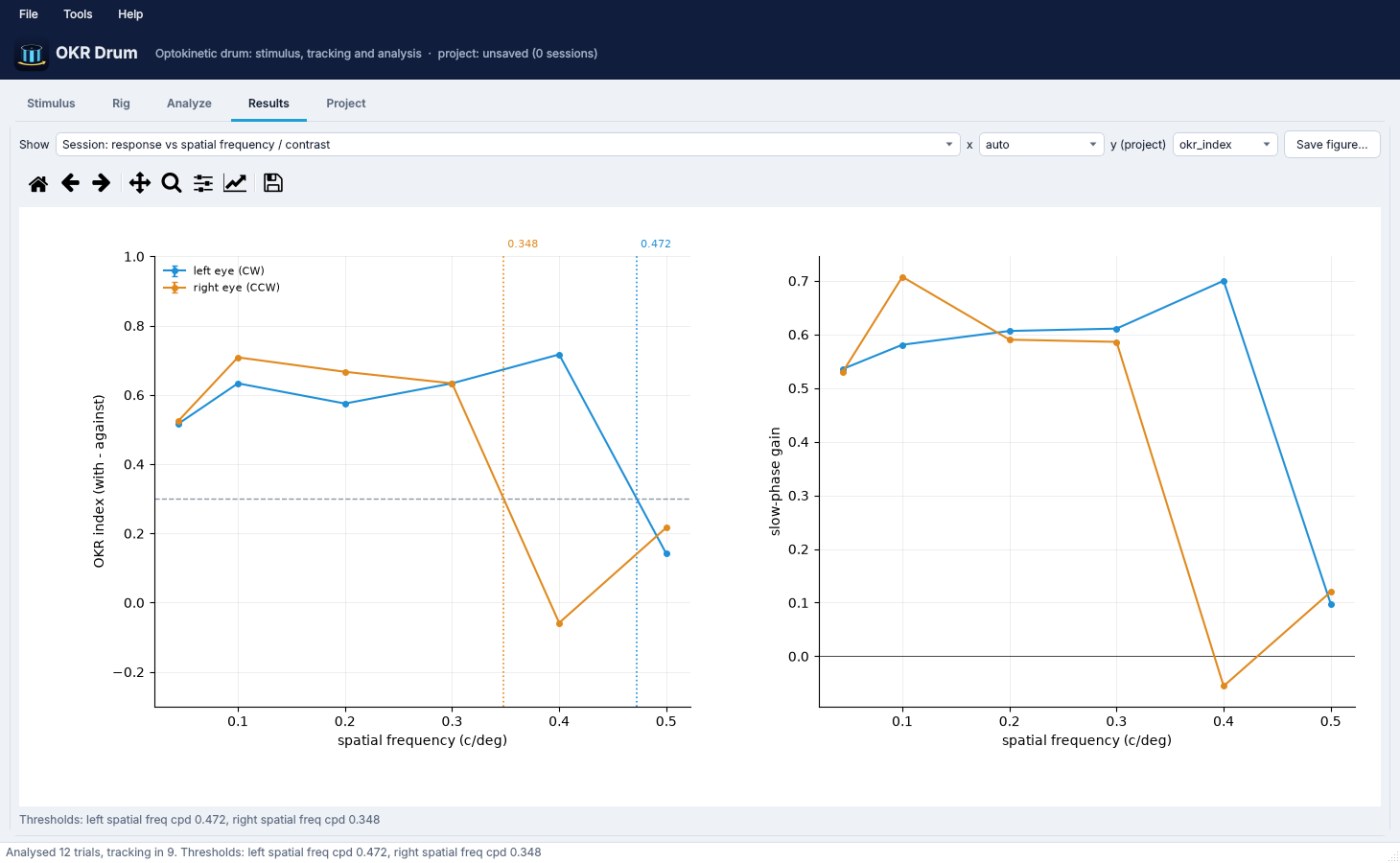 File Tools Help
OKR Drum Optokinetic drum: stimulus, tracking and analysis · project: unsaved (0 sessions)
Stimulus Rig Analyze Results Project
Show Session: response vs spatial frequency / contrast x auto y (project) okr_index Save figure...
0.348 0.472
left eye (CW)
right eye (CCW)
1.0
0.8
0.6
0.4
0.2
0.0
−0.2
OKR index (with - against)
0.1 0.2 0.3 0.4 0.5
spatial frequency (c/deg)
0.7
0.6
0.5
0.4
0.3
0.2
0.1
0.0
slow-phase gain
0.1 0.2 0.3 0.4 0.5
spatial frequency (c/deg)
Thresholds: left spatial freq cpd 0.472, right spatial freq cpd 0.348
Analysed 12 trials, tracking in 9. Thresholds: left spatial freq cpd 0.472, right spatial freq cpd 0.348